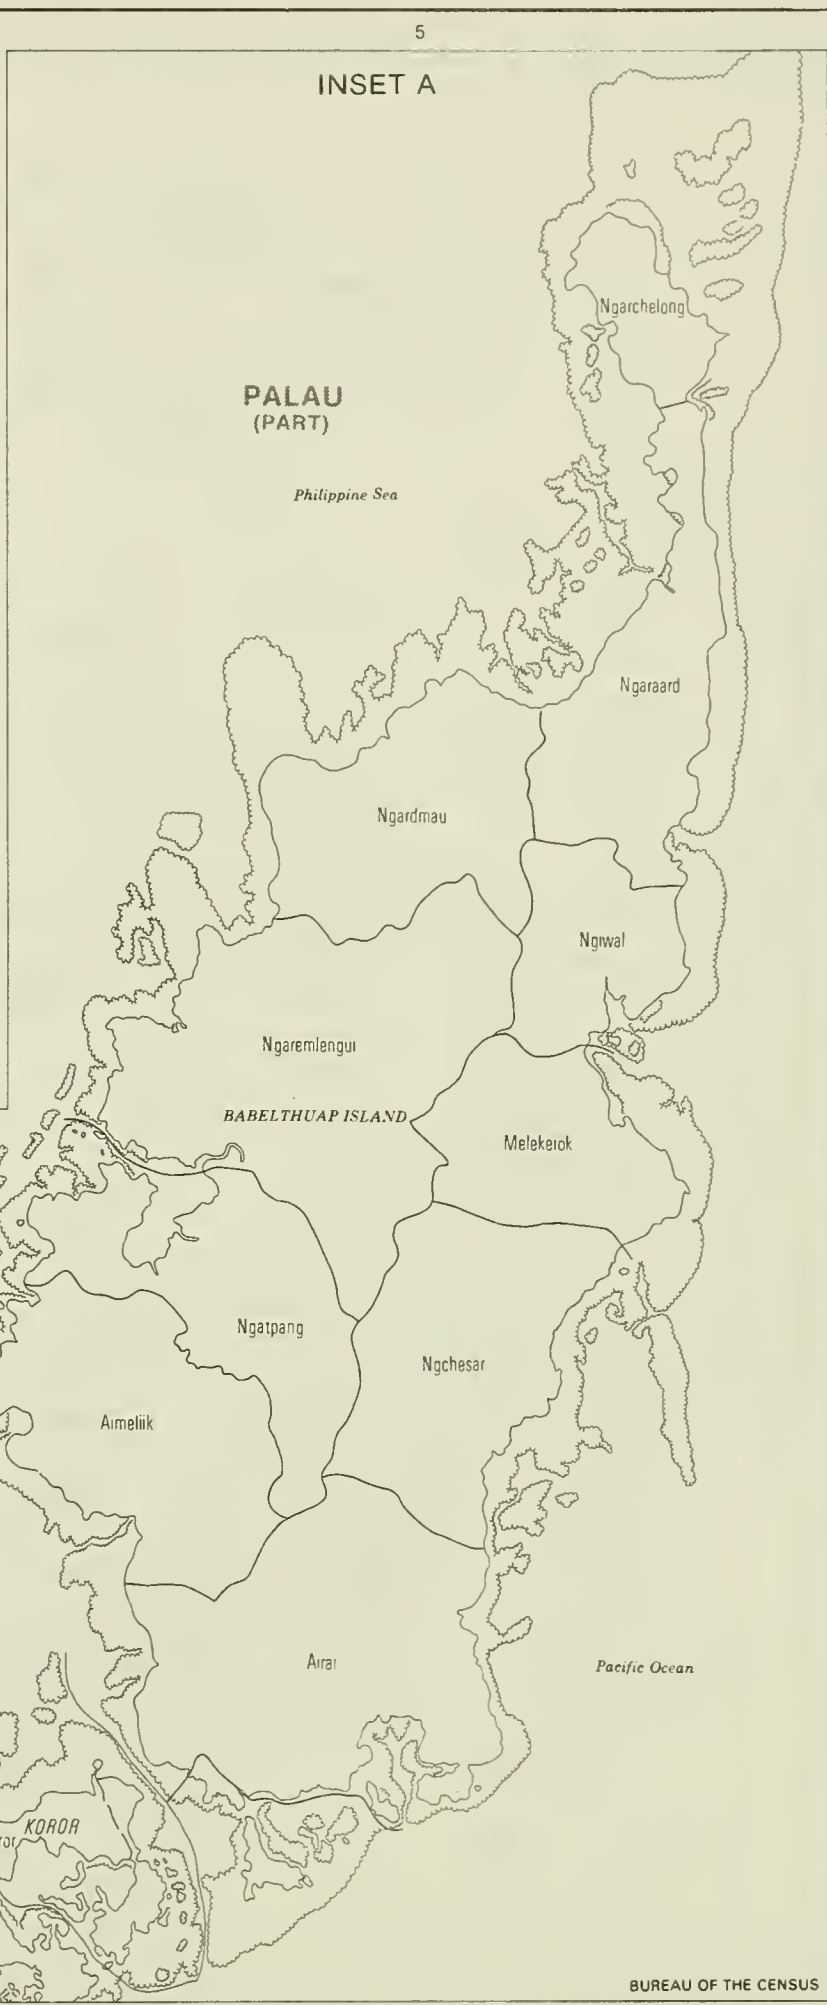 5
INSET A
Ngarchelong
PALAU
(PART)
Philippine Sea
Ngaraard
Ngardmau
Ngiwal
Ngaremlengui
BABELTHUAP ISLAND
Melekeiok
Ngatpang
Ngchesar
Aimeliik
Airai
Pacific Ocean
KOROR
BUREAU OF THE CENSUS